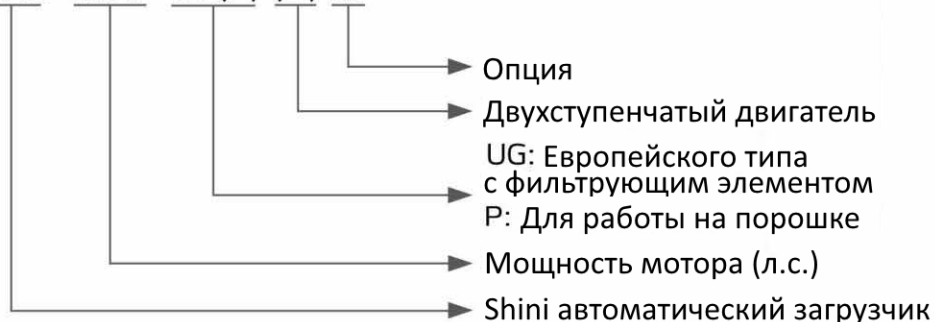 Опция
Двухступенчатый двигатель
UG: Европейского типа
с фильтрующим элементом
P: Для работы на порошке
Мощность мотора (л.с.)
Shini автоматический загрузчик